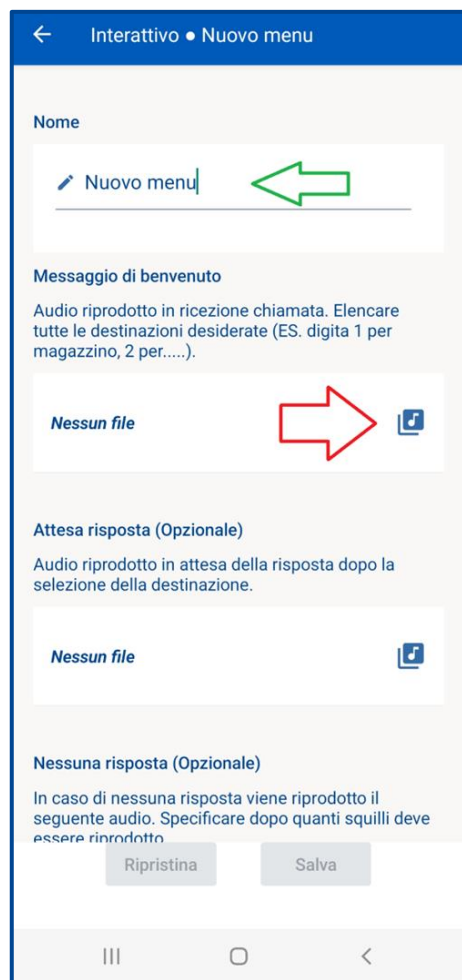 Interattivo ● Nuovo menu
Nome
Nuovo menu
Messaggio di benvenuto
Audio riprodotto in ricezione chiamata. Elencare
tutte le destinazioni desiderate (ES. digita 1 per
magazzino, 2 per.....).
Nessun file
Attesa risposta (Opzionale)
Audio riprodotto in attesa della risposta dopo la
selezione della destinazione.
Nessun file
Nessuna risposta (Opzionale)
In caso di nessuna risposta viene riprodotto il
seguente audio. Specificare dopo quanti squilli deve
essere riprodotto
Ripristina Salva